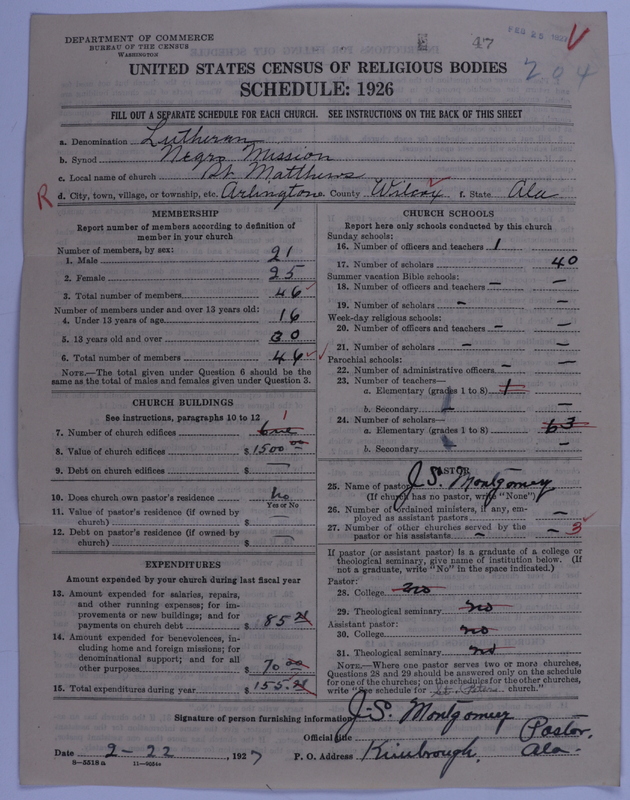 DEPARTMENT OF COMMERCE
BUREAU OF THE CENSUS
WASHINGTON
47
FEB 25 1927
204
UNITED STATES CENSUS OF RELIGIOUS BODIES
SCHEDULE: 1926
FILL OUT A SEPARATE SCHEDULE FOR EACH CHURCH. SEE INSTRUCTIONS ON THE BACK OF THIS SHEET
a. Denomination Lutheran
b. Synod Negro Mission
c. Local name of church St. Matthews
R d. City, town, village, or township, etc. Arlington County Wilcox f. State Ala
MEMBERSHIP
Report number of members according to definition of
member in your church
Number of members, by sex:
1. Male 21
2. Female 25
3. Total number of members 46
Number of members under and over 13 years old:
4. Under 13 years of age 16
5. 13 years old and over 30
6. Total number of members 46
NOTE.—The total given under Question 6 should be
same as the total of males and females given under Question 3.
CHURCH BUILDINGS
See instructions, paragraphs 10 to 12
7. Number of church edifices one 1
8. Value of church edifices $ 1500 00
9. Debt on church edifices $ —
10. Does church own pastor's residence No
Yes or No
11. Value of pastor's residence (if owned by
church) $ —
12. Debt on pastor's residence (if owned by
church) $ —
EXPENDITURES
Amount expended by your church during last fiscal year
13. Amount expended for salaries, repairs,
and other running expenses; for im-
provements or new buildings; and for
payments on church debt $ 85
14. Amount expended for benevolences, in-
cluding home and foreign missions; for
denominational support; and for all
other purposes $ 70 00
15. Total expenditures during year $ 155.
CHURCH SCHOOLS
Report here only schools conducted by this church
Sunday schools:
16. Number of officers and teachers 1
17. Number of scholars 40
Summer vacation Bible schools:
18. Number of officers and teachers — —
19. Number of scholars — —
Week-day religious schools:
20. Number of officers and teachers — —
21. Number of scholars — —
Parochial schools:
22. Number of administrative officers — —
23. Number of teachers—
a. Elementary (grades 1 to 8) 1
b. Secondary —
24. Number of scholars—
a. Elementary (grades 1 to 8) 63
b. Secondary —
PASTOR
25. Name of pastor J. S. Montgomery
(If church has no pastor, write "None")
26. Number of ordained ministers, if any, em-
ployed as assistant pastors —
27. Number of other churches served by the
pastor or his assistants — — 3
If pastor (or assistant pastor) is a graduate of a college or
theological seminary, give name of institution below. (If
not a graduate, write "No" in the space indicated.)
Pastor:
28. College no
29. Theological seminary no
Assistant pastor:
30. College no
31. Theological seminary no
NOTE.—Where one pastor serves two or more churches,
Questions 28 and 29 should be answered only on the schedule
for one of the churches; on the schedules for the other churches,
write "See schedule for St. Peters church."
Signature of person furnishing information J. S. Montgomery
Official title Pastor.
Date 2-22, 1927 P. O. Address Kimbrough, Ala.
8—5518a 11—9024a